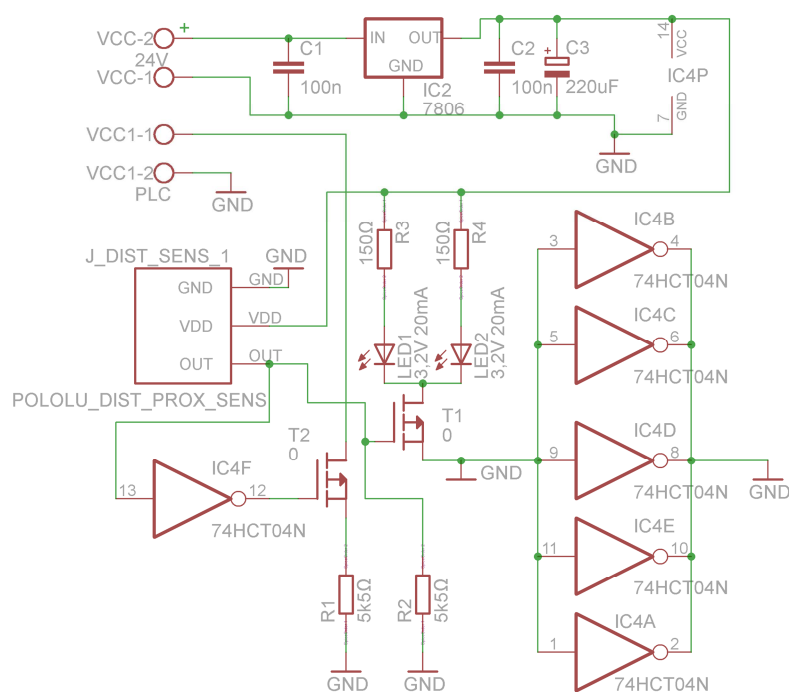 VCC-2
24V
VCC-1
+
C1
100n
IN
OUT
GND
IC2
7806
C2
100n
+
C3
220uF
14
VCC
IC4P
7
GND
GND
VCC1-1
VCC1-2
PLC
GND
150Ω
R3
150Ω
R4
LED1
3,2V 20mA
LED2
3,2V 20mA
J_DIST_SENS_1
GND
GND
GND
VDD
VDD
OUT
OUT
POLOLU_DIST_PROX_SENS
T1
0
T2
0
GND
13
IC4F
12
74HCT04N
R1
5k5Ω
GND
R2
5k5Ω
GND
IC4B
3
4
74HCT04N
IC4C
5
6
74HCT04N
IC4D
9
8
74HCT04N
GND
IC4E
11
10
74HCT04N
IC4A
1
2
74HCT04N